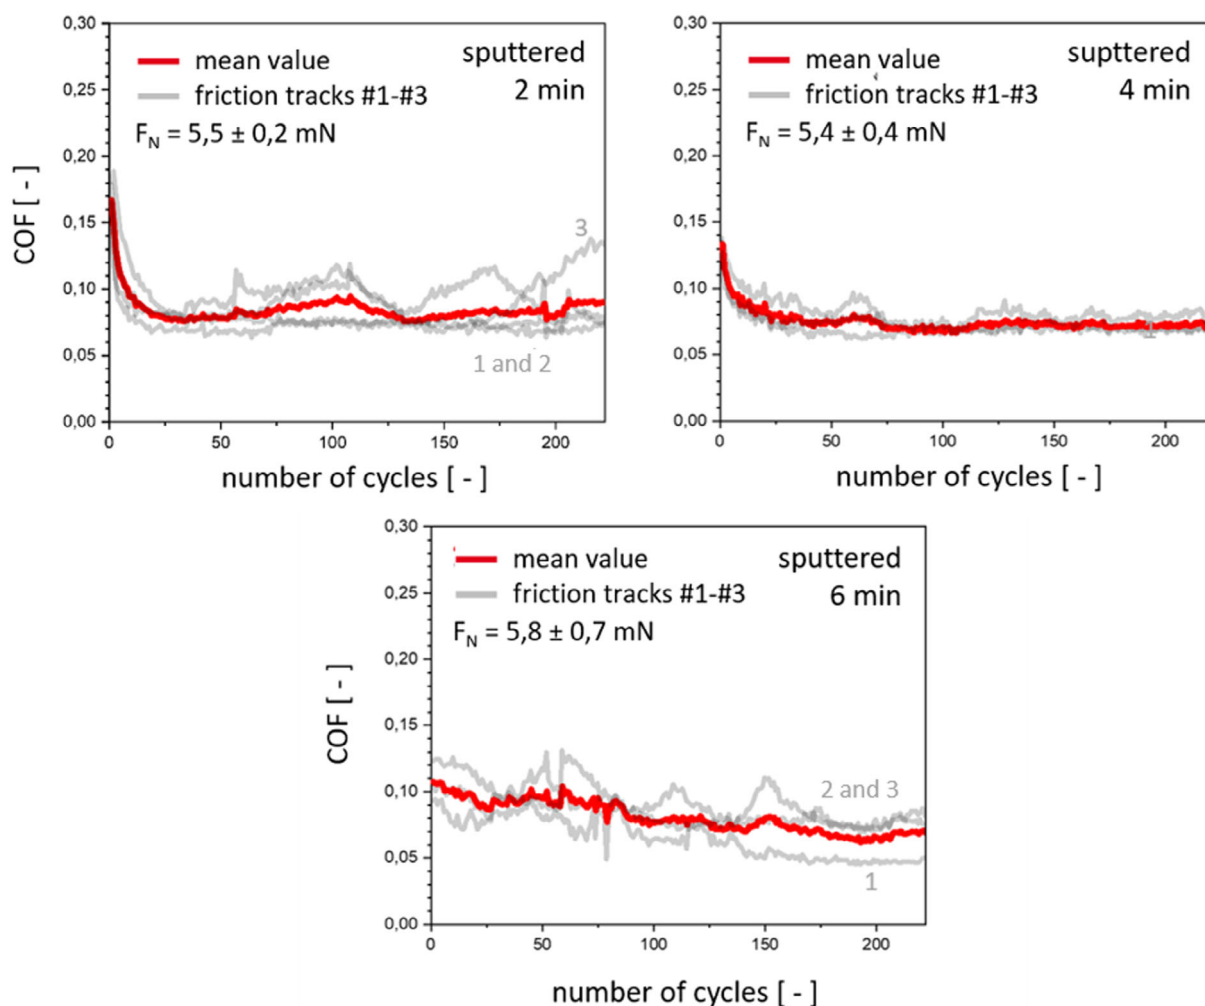 0,30
0,25
0,20
0,15
0,10
0,05
0,00
COF [ - ]
mean value
friction tracks #1-#3
F_N = 5,5 ± 0,2 mN
sputtered
2 min
3
1 and 2
0
50
100
150
200
number of cycles [ - ]
0,30
0,25
0,20
0,15
0,10
0,05
0,00
mean value
friction tracks #1-#3
F_N = 5,4 ± 0,4 mN
supttered
4 min
1
0
50
100
150
200
number of cycles [ - ]
0,30
0,25
0,20
0,15
0,10
0,05
0,00
COF [ - ]
mean value
friction tracks #1-#3
F_N = 5,8 ± 0,7 mN
sputtered
6 min
2 and 3
1
0
50
100
150
200
number of cycles [ - ]